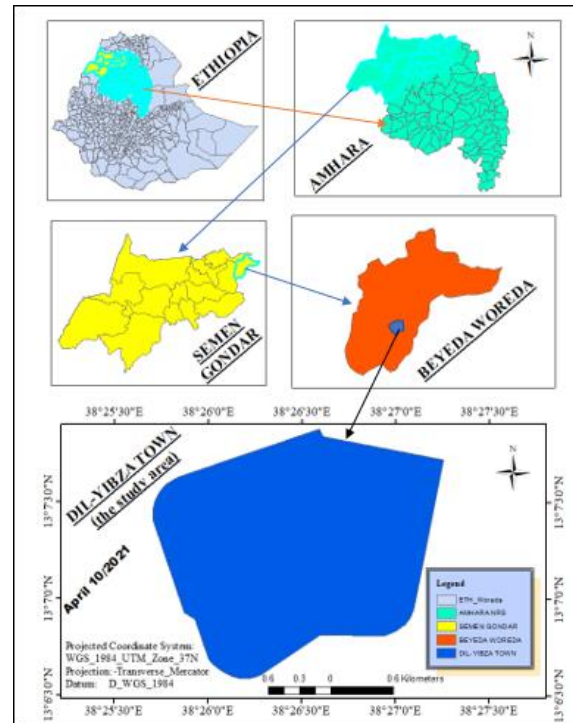 ETHIOPIA
N
AMHARA
SEMEN
GONDAR
BEYEDA WOREDA
38°25'30"E 38°26'0"E 38°26'30"E 38°27'0"E 38°27'30"E
DIL-YIBZA TOWN
(the study area)
N
April 10/2021
13°7'30"N
13°7'0"N
13°6'30"N
13°7'30"N
13°7'0"N
13°6'30"N
Legend
ETH_Woreda
AMHARA NRS
SEMEN GONDAR
BEYEDA WOREDA
DIL-YIBZA TOWN
Projected Coordinate System:
WGS_1984_UTM_Zone_37N
Projection:-Transverse_Mercator
Datum: D_WGS_1984
0.6 0.3 0 0.6 Kilometers
38°25'30"E 38°26'0"E 38°26'30"E 38°27'0"E 38°27'30"E